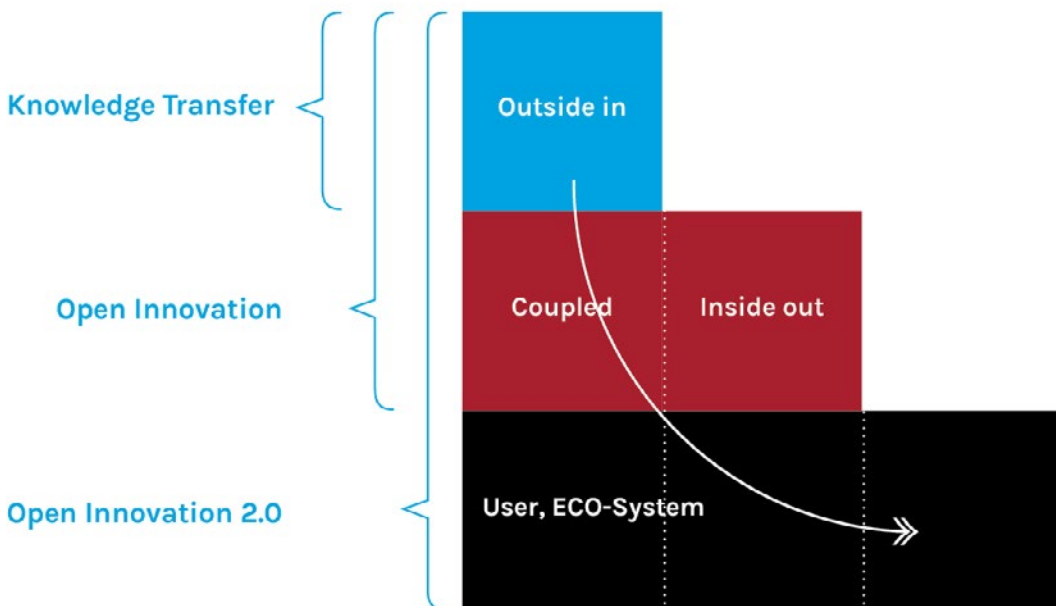 Knowledge Transfer
Outside in
Open Innovation
Coupled
Inside out
Open Innovation 2.0
User, ECO-System